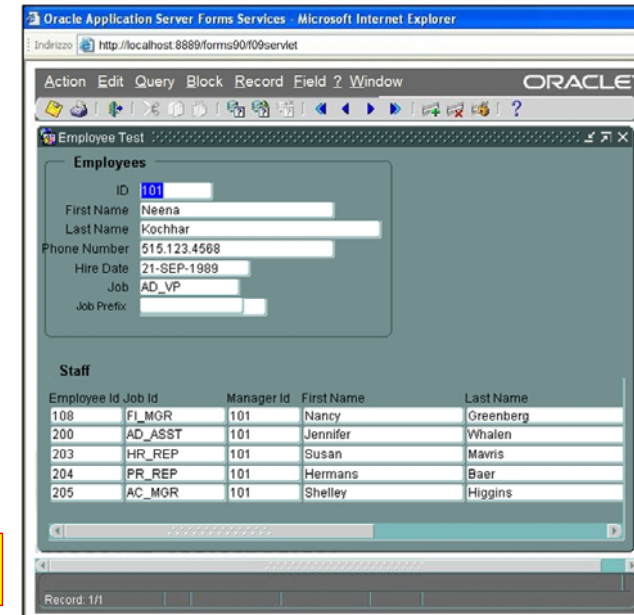 Oracle Application Server Forms Services - Microsoft Internet Explorer
Indirizzo http://localhost:8889/forms90/f09servlet
Action Edit Query Block Record Field ? Window ORACLE
?
Employee Test
Employees
ID 101
First Name Neena
Last Name Kochhar
Phone Number 515.123.4568
Hire Date 21-SEP-1989
Job AD_VP
Job Prefix
Staff
Employee Id Job Id Manager Id First Name Last Name
108 FI_MGR 101 Nancy Greenberg
200 AD_ASST 101 Jennifer Whalen
203 HR_REP 101 Susan Mavris
204 PR_REP 101 Hermans Baer
205 AC_MGR 101 Shelley Higgins
Record: 1/1